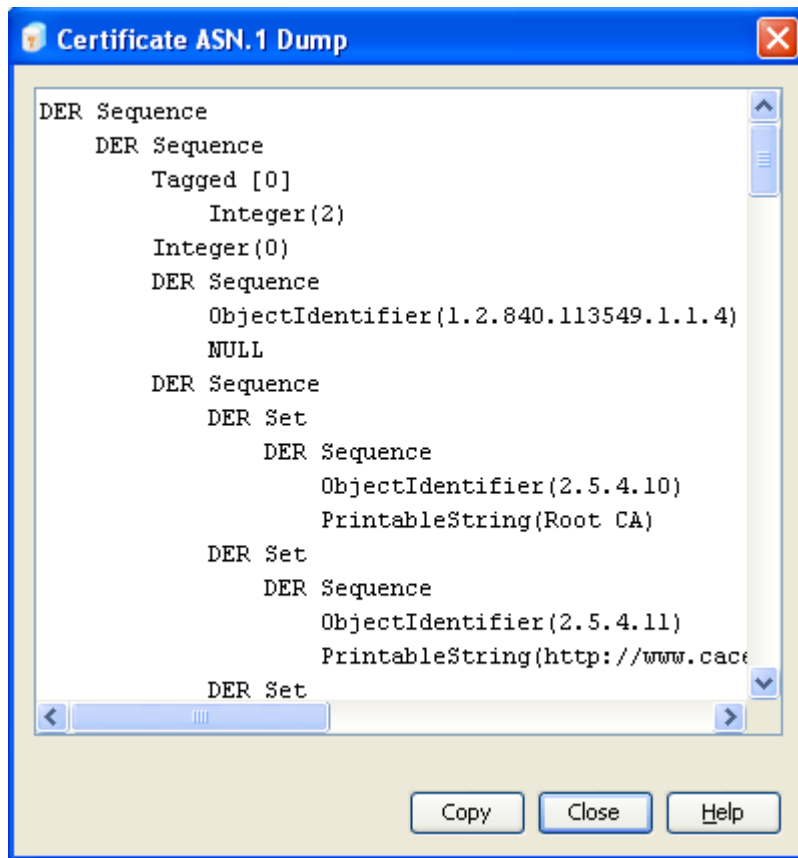 Certificate ASN.1 Dump
DER Sequence
DER Sequence
Tagged [0]
Integer(2)
Integer(0)
DER Sequence
ObjectIdentifier(1.2.840.113549.1.1.4)
NULL
DER Sequence
DER Set
DER Sequence
ObjectIdentifier(2.5.4.10)
PrintableString(Root CA)
DER Set
DER Sequence
ObjectIdentifier(2.5.4.11)
PrintableString(http://www.cace
DER Set
Copy Close Help